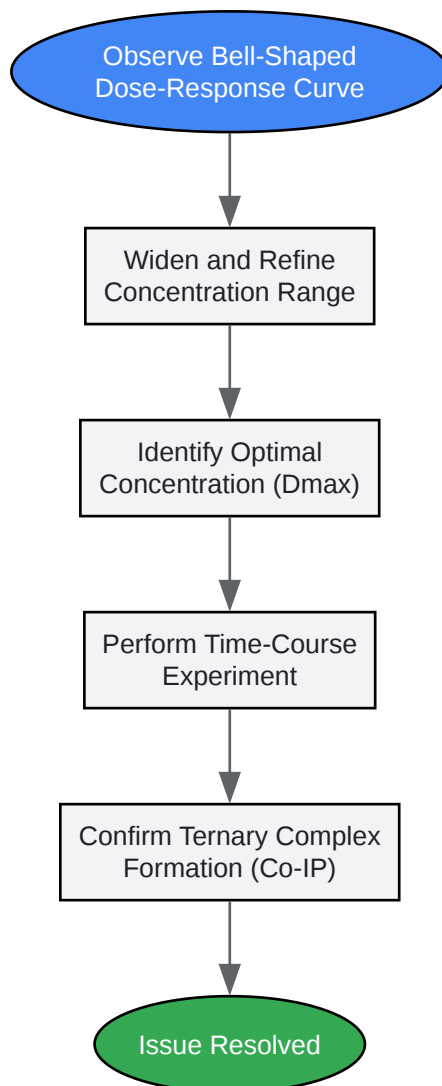 Observe Bell-Shaped
Dose-Response Curve
Widen and Refine
Concentration Range
Identify Optimal
Concentration (Dmax)
Perform Time-Course
Experiment
Confirm Ternary Complex
Formation (Co-IP)
Issue Resolved